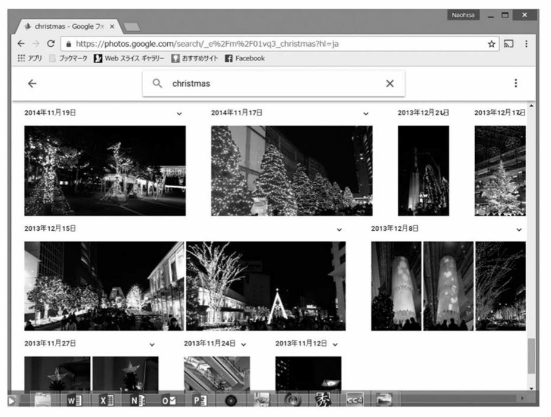 Naohisa
christmas - Google フォ
https://photos.google.com/search/_e%2Fm%2F01vq3_christmas?hl=ja
アプリ ブックマーク Web スライス ギャラリー おすすめサイト Facebook
christmas
2014年11月19日 2014年11月17日 2013年12月24日 2013年12月17日
2013年12月15日 2013年12月8日
2013年11月27日 2013年11月24日 2013年11月12日